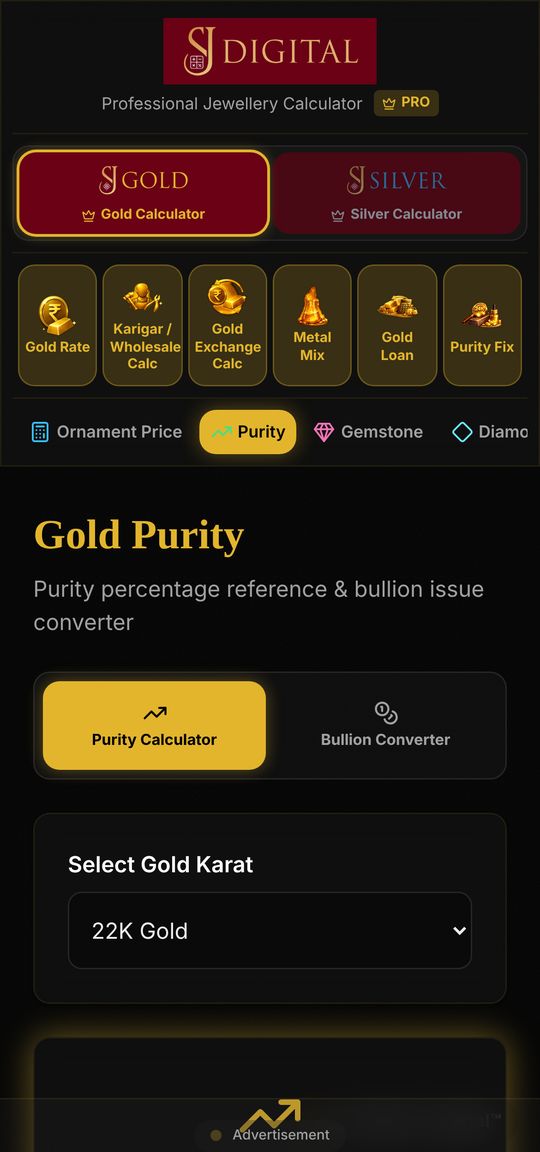 SJ DIGITAL
Professional Jewellery Calculator PRO
SJ GOLD
Gold Calculator
SJ SILVER
Silver Calculator
Gold Rate
Karigar /
Wholesale
Calc
Gold
Exchange
Calc
Metal
Mix
Gold
Loan
Purity Fix
Ornament Price
Purity
Gemstone
Diamo
Gold Purity
Purity percentage reference & bullion issue
converter
Purity Calculator
Bullion Converter
Select Gold Karat
22K Gold
Advertisement